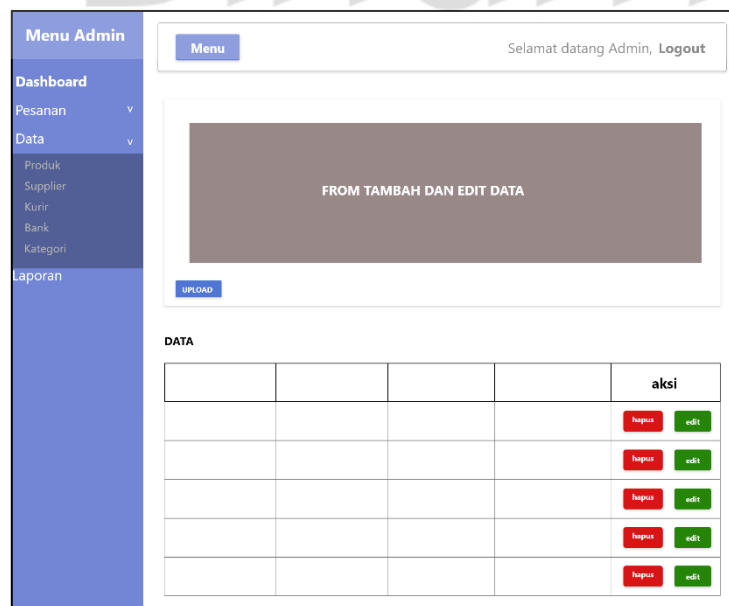 Menu Admin
Dashboard
Pesanan v
Data v
Produk
Supplier
Kurir
Bank
Kategori
Laporan
Menu
Selamat datang Admin, Logout
FROM TAMBAH DAN EDIT DATA
UPLOAD
DATA
aksi
hapus edit
hapus edit
hapus edit
hapus edit
hapus edit